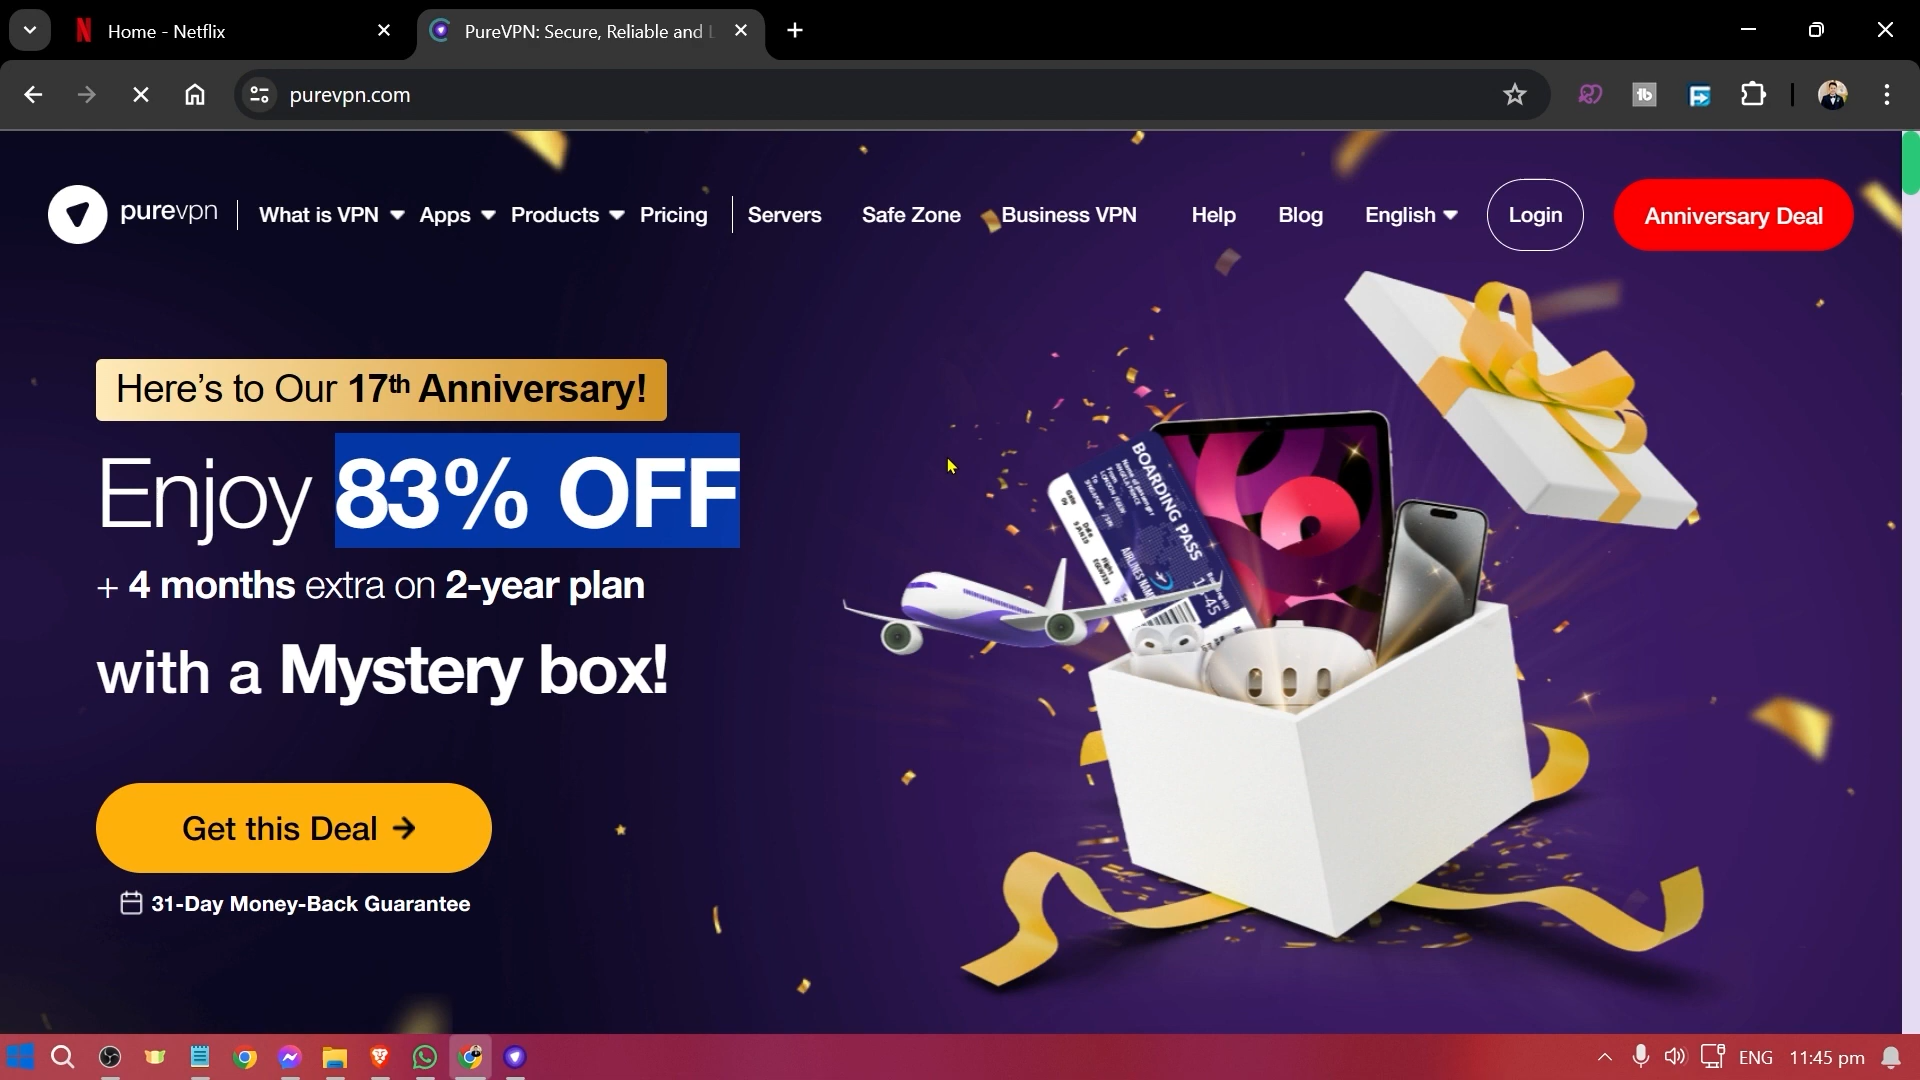 Home - Netflix
PureVPN: Secure, Reliable and
purevpn.com
purevpn
What is VPN
Apps
Products
Pricing
Servers
Safe Zone
Business VPN
Help
Blog
English
Login
Anniversary Deal
Here's to Our 17th Anniversary!
Enjoy 83% OFF
+ 4 months extra on 2-year plan
with a Mystery box!
Get this Deal
31-Day Money-Back Guarantee
BOARDING PASS
ENG
11:45 pm